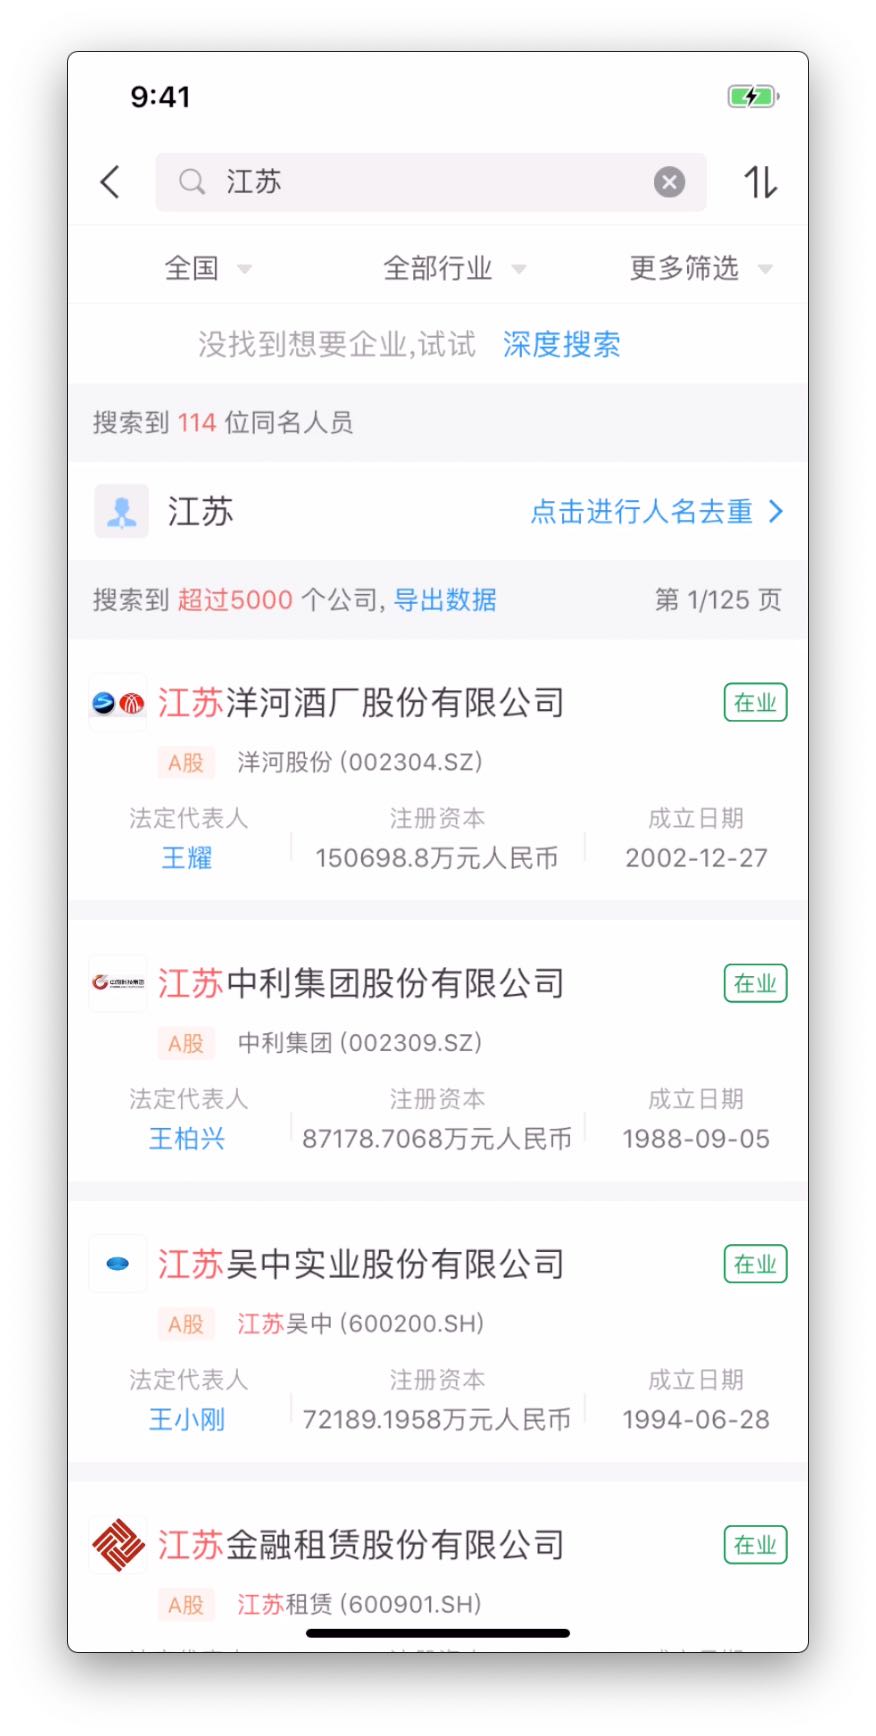 9:41
江苏
全国 全部行业 更多筛选
没找到想要企业,试试 深度搜索
搜索到 114 位同名人员
江苏 点击进行人名去重
搜索到 超过5000 个公司, 导出数据 第 1/125 页
江苏洋河酒厂股份有限公司 在业
A股 洋河股份 (002304.SZ)
法定代表人 注册资本 成立日期
王耀 150698.8万元人民币 2002-12-27
江苏中利集团股份有限公司 在业
A股 中利集团 (002309.SZ)
法定代表人 注册资本 成立日期
王柏兴 87178.7068万元人民币 1988-09-05
江苏吴中实业股份有限公司 在业
A股 江苏吴中 (600200.SH)
法定代表人 注册资本 成立日期
王小刚 72189.1958万元人民币 1994-06-28
江苏金融租赁股份有限公司 在业
A股 江苏租赁 (600901.SH)